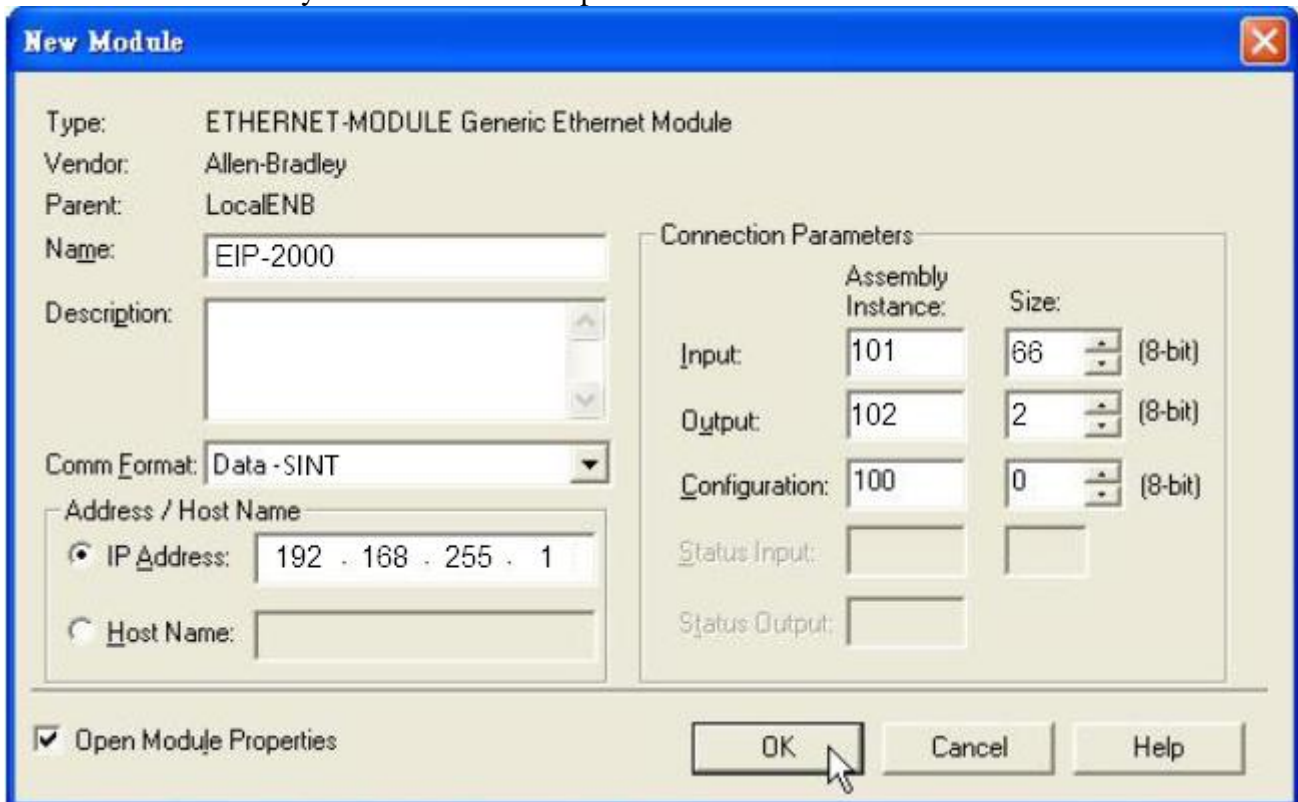 New Module
Type: ETHERNET-MODULE Generic Ethernet Module
Vendor: Allen-Bradley
Parent: LocalENB
Name: EIP-2000
Description:
Comm Format: Data - SINT
Address / Host Name
IP Address: 192 . 168 . 255 . 1
Host Name:
Connection Parameters
Assembly
Instance: Size:
Input: 101 66 (8-bit)
Output: 102 2 (8-bit)
Configuration: 100 0 (8-bit)
Status Input:
Status Output:
Open Module Properties
OK Cancel Help